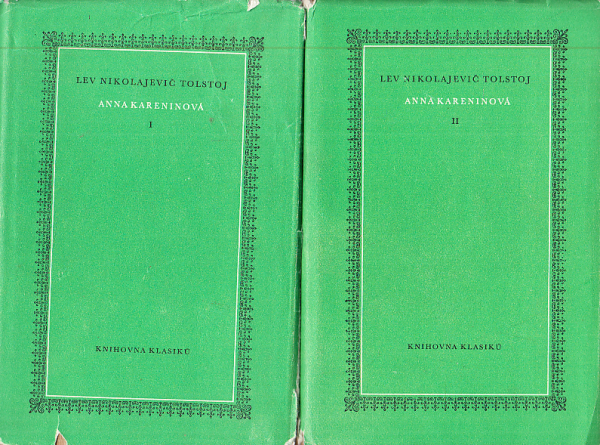 LEV NIKOLAJEVIČ TOLSTOJ
ANNA KARENINOVÁ
I
KNIHOVNA KLASIKŮ
LEV NIKOLAJEVIČ TOLSTOJ
ANNA KARENINOVÁ
II
KNIHOVNA KLASIKŮ